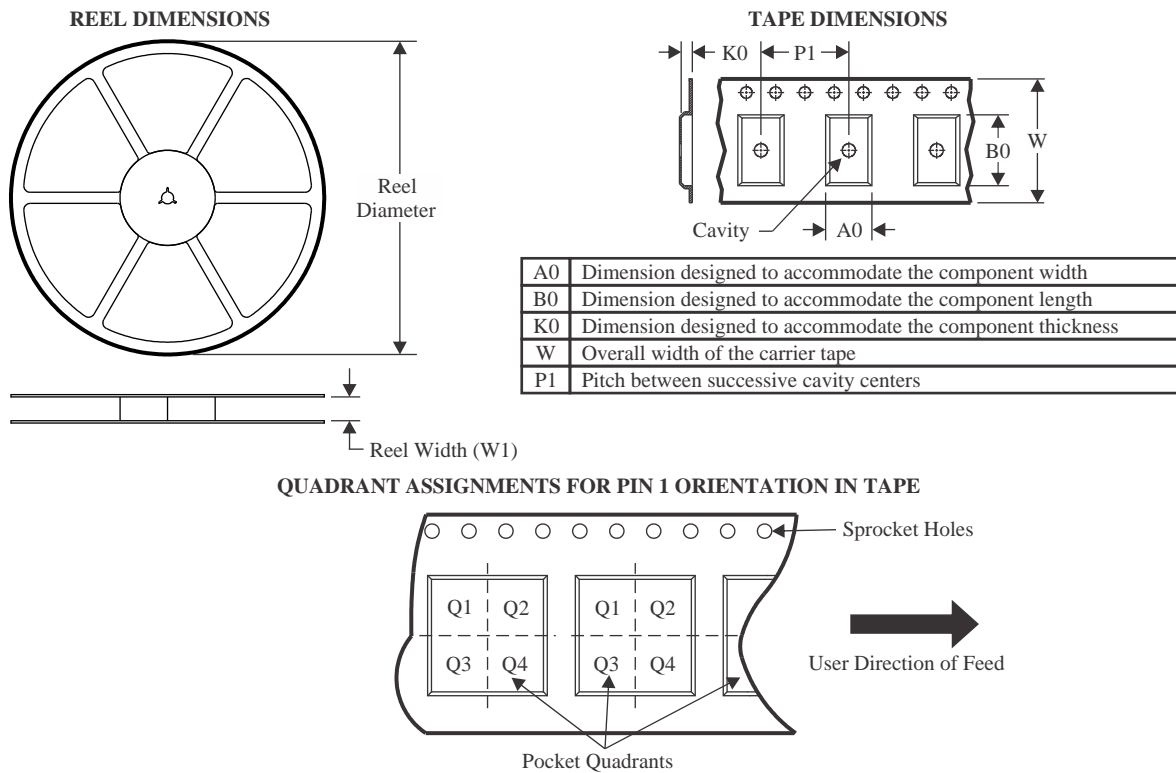 REEL DIMENSIONS
Reel
Diameter
Reel Width (W1)
TAPE DIMENSIONS
K0
P1
W
B0
Cavity
A0
A0 Dimension designed to accommodate the component width
B0 Dimension designed to accommodate the component length
K0 Dimension designed to accommodate the component thickness
W Overall width of the carrier tape
P1 Pitch between successive cavity centers
QUADRANT ASSIGNMENTS FOR PIN 1 ORIENTATION IN TAPE
Sprocket Holes
Q1 Q2 Q1 Q2
Q3 Q4 Q3 Q4
User Direction of Feed
Pocket Quadrants